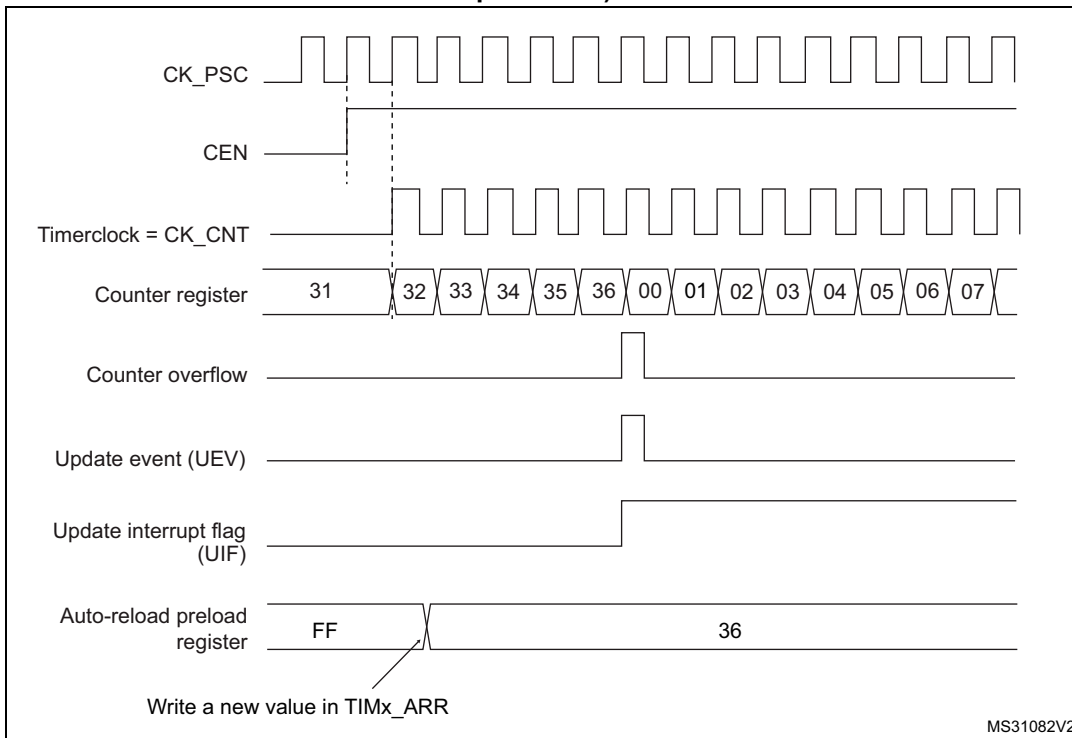 CK_PSC
CEN
Timerclock = CK_CNT
Counter register
31
32
33
34
35
36
00
01
02
03
04
05
06
07
Counter overflow
Update event (UEV)
Update interrupt flag
(UIF)
Auto-reload preload
register
FF
36
Write a new value in TIMx_ARR
MS31082V2